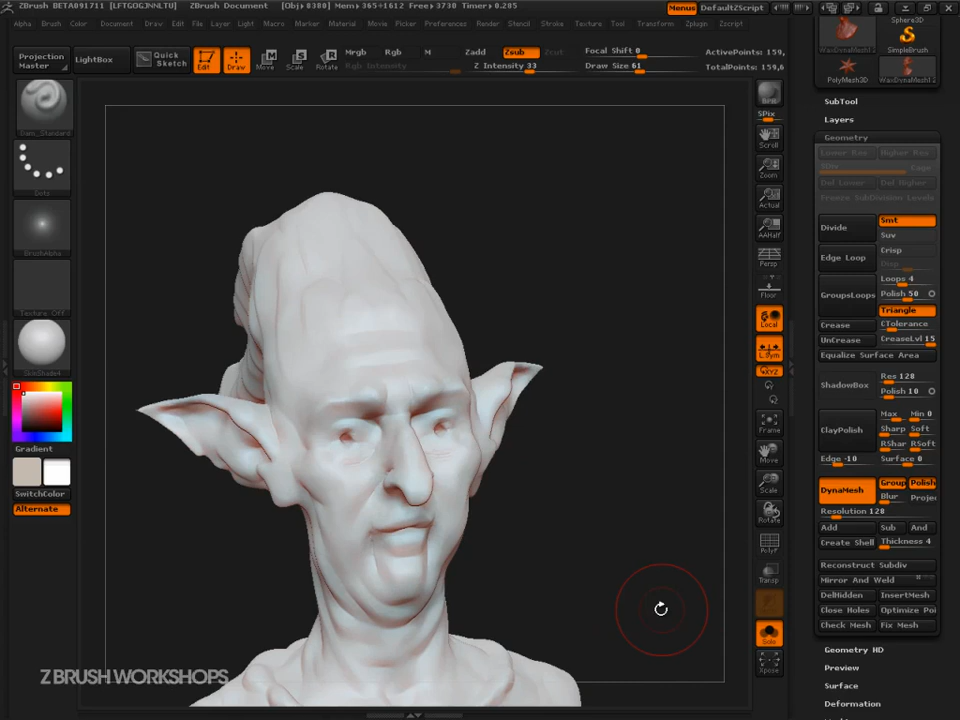 ZBrush BETA091711 [LFTGOGJNNLTU] ZBrush Document [Obj> 8380] Mem> 365+1612 Free> 3730 Timer>0.285 Menus DefaultZScript
Alpha Brush Color Document Draw Edit File Layer Light Macro Marker Material Movie Picker Preferences Render Stencil Stroke Texture Tool Transform Zplugin Zscript
Projection Master
LightBox
Quick Sketch
Edit Draw Move Scale Rotate
Mrgb Rgb M
Rgb Intensity
Zadd Zsub Zcut
Z Intensity 33
Focal Shift 0
Draw Size 61
ActivePoints: 159,
TotalPoints: 159,6
Dots
BrushAlpha
Texture Off
SkinShade4
Gradient
SwitchColor
Alternate
SPix
Scroll
Zoom
Actual
AAHalf
Persp
Floor
Local
L.Sym
Frame
Move
Scale
Rotate
PolyF
Transp
Solo
Xpose
Sphere3D
SimpleBrush
PolyMesh3D
SubTool
Layers
Geometry
Lower Res Higher Res
SDiv Cage
Del Lower Del Higher
Freeze SubDivision Levels
Divide Smt
Suv
Edge Loop Crisp
Disp
Loops 4
GroupsLoops Polish 50
Triangle
Crease CTolerance
UnCrease CreaseLvl 15
Equalize Surface Area
Res 128
ShadowBox
Polish 10
Max Min 0
ClayPolish Sharp Soft
RShar RSoft
Edge -10 Surface 0
DynaMesh Group Polish
Blur Proje
Resolution 128
Add Sub And
Create Shell Thickness 4
Reconstruct Subdiv
Mirror And Weld
DelHidden InsertMesh
Close Holes Optimize Poi
Check Mesh Fix Mesh
Geometry HD
Preview
Surface
Deformation
ZBRUSH WORKSHOPS